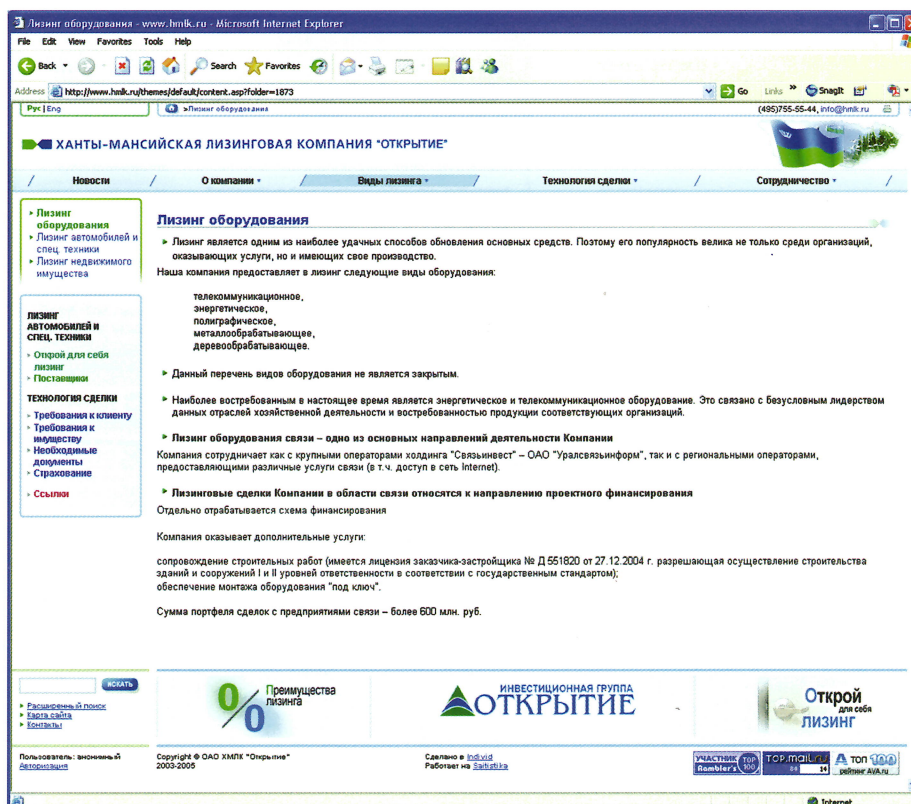 Лизинг оборудования - www.hmlk.ru - Microsoft Internet Explorer
File Edit View Favorites Tools Help
Back Search Favorites
Address http://www.hmlk.ru/themes/default/content.asp?folder=1873 Go Links SnagIt
Рус | Eng >Лизинг оборудования (495)755-55-44, info@hmlk.ru
ХАНТЫ-МАНСИЙСКАЯ ЛИЗИНГОВАЯ КОМПАНИЯ "ОТКРЫТИЕ"
/ Новости / О компании / Виды лизинга / Технология сделки / Сотрудничество /
Лизинг оборудования
Лизинг автомобилей и спец. техники
Лизинг недвижимого имущества
ЛИЗИНГ
АВТОМОБИЛЕЙ И
СПЕЦ. ТЕХНИКИ
Открой для себя
лизинг
Поставщики
ТЕХНОЛОГИЯ СДЕЛКИ
Требования к клиенту
Требования к
имуществу
Необходимые
документы
Страхование
Ссылки
Лизинг оборудования
Лизинг является одним из наиболее удачных способов обновления основных средств. Поэтому его популярность велика не только среди организаций,
оказывающих услуги, но и имеющих свое производство.
Наша компания предоставляет в лизинг следующие виды оборудования:
телекоммуникационное,
энергетическое,
полиграфическое,
металлообрабатывающее,
деревообрабатывающее.
Данный перечень видов оборудования не является закрытым.
Наиболее востребованным в настоящее время является энергетическое и телекоммуникационное оборудование. Это связано с безусловным лидерством
данных отраслей хозяйственной деятельности и востребованностью продукции соответствующих организаций.
Лизинг оборудования связи – одно из основных направлений деятельности Компании
Компания сотрудничает как с крупными операторами холдинга "Связьинвест" – ОАО "Уралсвязьинформ", так и с региональными операторами,
предоставляющими различные услуги связи (в т.ч. доступ в сеть Internet).
Лизинговые сделки Компании в области связи относятся к направлению проектного финансирования
Отдельно отрабатывается схема финансирования
Компания оказывает дополнительные услуги:
сопровождение строительных работ (имеется лицензия заказчика-застройщика № Д 551820 от 27.12.2004 г. разрешающая осуществление строительства
зданий и сооружений I и II уровней ответственности в соответствии с государственным стандартом);
обеспечение монтажа оборудования "под ключ".
Сумма портфеля сделок с предприятиями связи – более 600 млн. руб.
ИСКАТЬ
Расширенный поиск
Карта сайта
Контакты
0/0 Преимущества
лизинга
ИНВЕСТИЦИОННАЯ ГРУППА
ОТКРЫТИЕ
Открой
для себя
ЛИЗИНГ
Пользователь: анонимный
Авторизация
Copyright © ОАО ХМЛК "Открытие"
2003-2005
Сделано в Individ
Работает на Saitistika
УЧАСТНИК Rambler's TOP 100
TOP.mail.ru 84 14
ТОП 100
рейтинг AVA.ru
Internet